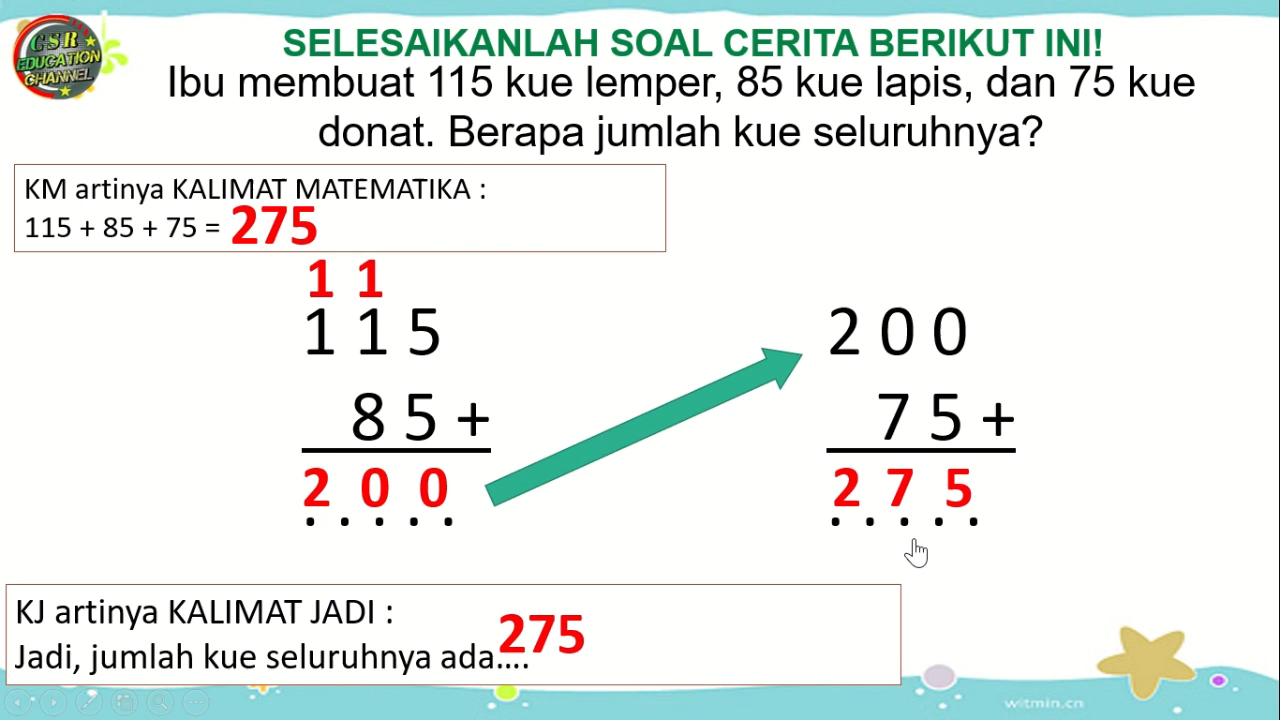 GSR
EDUCATION
CHANNEL
SELESAIKANLAH SOAL CERITA BERIKUT INI!
Ibu membuat 115 kue lemper, 85 kue lapis, dan 75 kue
donat. Berapa jumlah kue seluruhnya?
KM artinya KALIMAT MATEMATIKA :
115 + 85 + 75 = 275
1 1
1 1 5
8 5 +
2 0 0
. . . . .
2 0 0
7 5 +
2 7 5
. . . . .
KJ artinya KALIMAT JADI :
Jadi, jumlah kue seluruhnya ada.... 275
witmin.cn